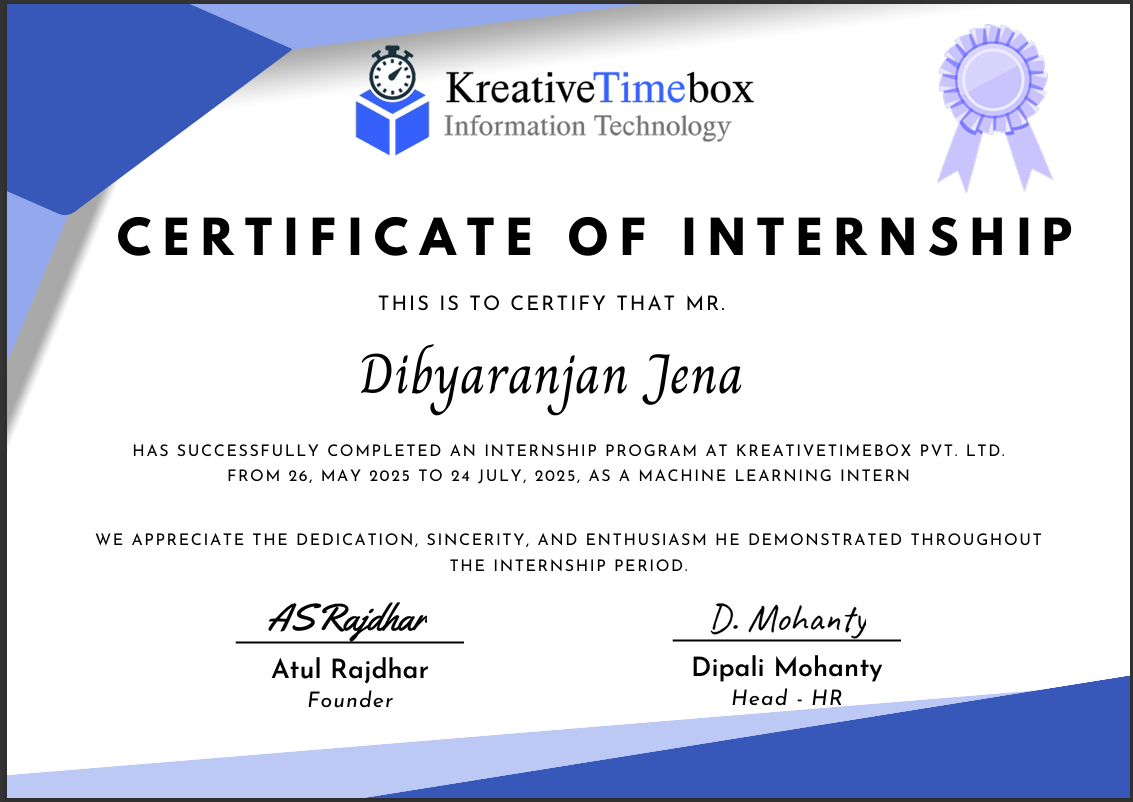 KreativeTimebox
Information Technology
CERTIFICATE OF INTERNSHIP
THIS IS TO CERTIFY THAT MR.
Dibyaranjan Jena
HAS SUCCESSFULLY COMPLETED AN INTERNSHIP PROGRAM AT KREATIVETIMEBOX PVT. LTD.
FROM 26, MAY 2025 TO 24 JULY, 2025, AS A MACHINE LEARNING INTERN
WE APPRECIATE THE DEDICATION, SINCERITY, AND ENTHUSIASM HE DEMONSTRATED THROUGHOUT
THE INTERNSHIP PERIOD.
AS Rajdhar
Atul Rajdhar
Founder
D. Mohanty
Dipali Mohanty
Head - HR